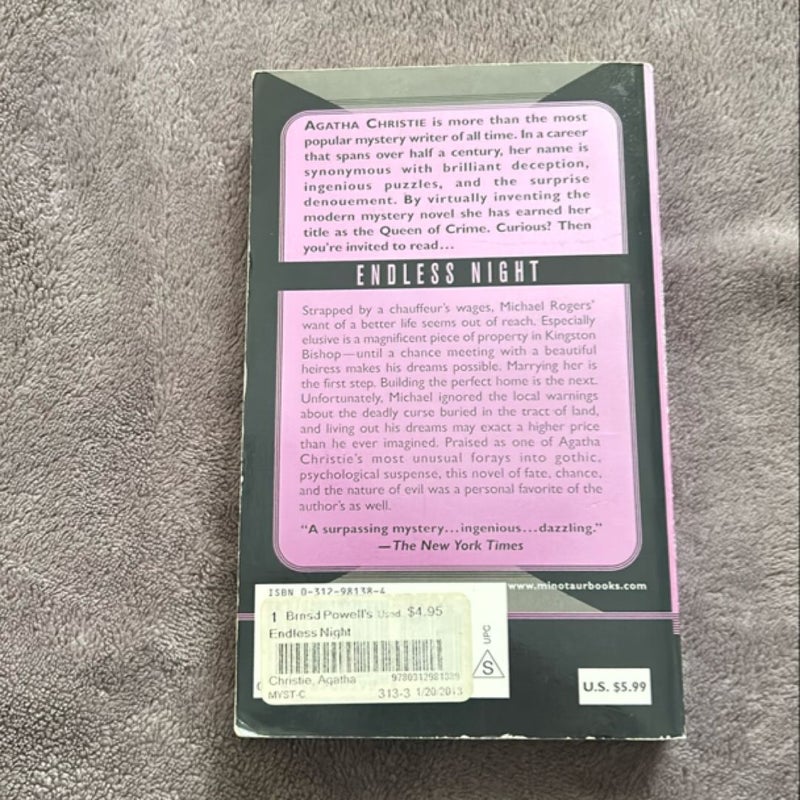 AGATHA CHRISTIE is more than the most
popular mystery writer of all time. In a career
that spans over half a century, her name is
synonymous with brilliant deception,
ingenious puzzles, and the surprise
denouement. By virtually inventing the
modern mystery novel she has earned her
title as the Queen of Crime. Curious? Then
you're invited to read...
ENDLESS NIGHT
Strapped by a chauffeur's wages, Michael Rogers'
want of a better life seems out of reach. Especially
elusive is a magnificent piece of property in Kingston
Bishop—until a chance meeting with a beautiful
heiress makes his dreams possible. Marrying her is
the first step. Building the perfect home is the next.
Unfortunately, Michael ignored the local warnings
about the deadly curse buried in the tract of land,
and living out his dreams may exact a higher price
than he ever imagined. Praised as one of Agatha
Christie's most unusual forays into gothic,
psychological suspense, this novel of fate, chance,
and the nature of evil was a personal favorite of the
author's as well.
"A surpassing mystery...ingenious...dazzling."
—The New York Times
www.minotaurbooks.com
ISBN 0-312-98138-4
1 Brnsd Powell's Used $4.95
Endless Night
Christie, Agatha
MYST-C 313-3 1/20/2013
UPC
S
U.S. $5.99